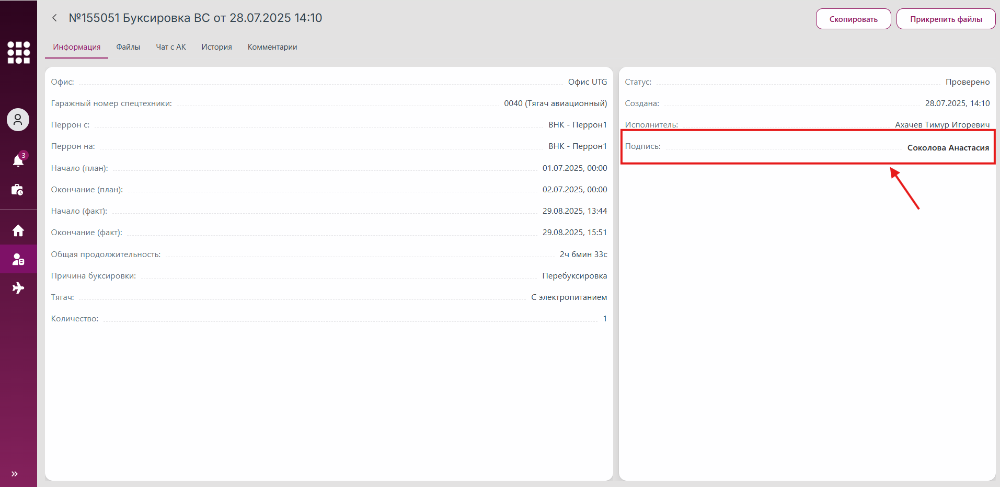 №155051 Буксировка ВС от 28.07.2025 14:10
Скопировать
Прикрепить файлы
Информация
Файлы
Чат с АК
История
Комментарии
Офис: Офис UTG
Гаражный номер спецтехники: 0040 (Тягач авиационный)
Перрон с: ВНК - Перрон1
Перрон на: ВНК - Перрон1
Начало (план): 01.07.2025, 00:00
Окончание (план): 02.07.2025, 00:00
Начало (факт): 29.08.2025, 13:44
Окончание (факт): 29.08.2025, 15:51
Общая продолжительность: 2ч 6мин 33с
Причина буксировки: Перебуксировка
Тягач: С электропитанием
Количество: 1
Статус: Проверено
Создана: 28.07.2025, 14:10
Исполнитель: Ахачев Тимур Игоревич
Подпись: Соколова Анастасия
3